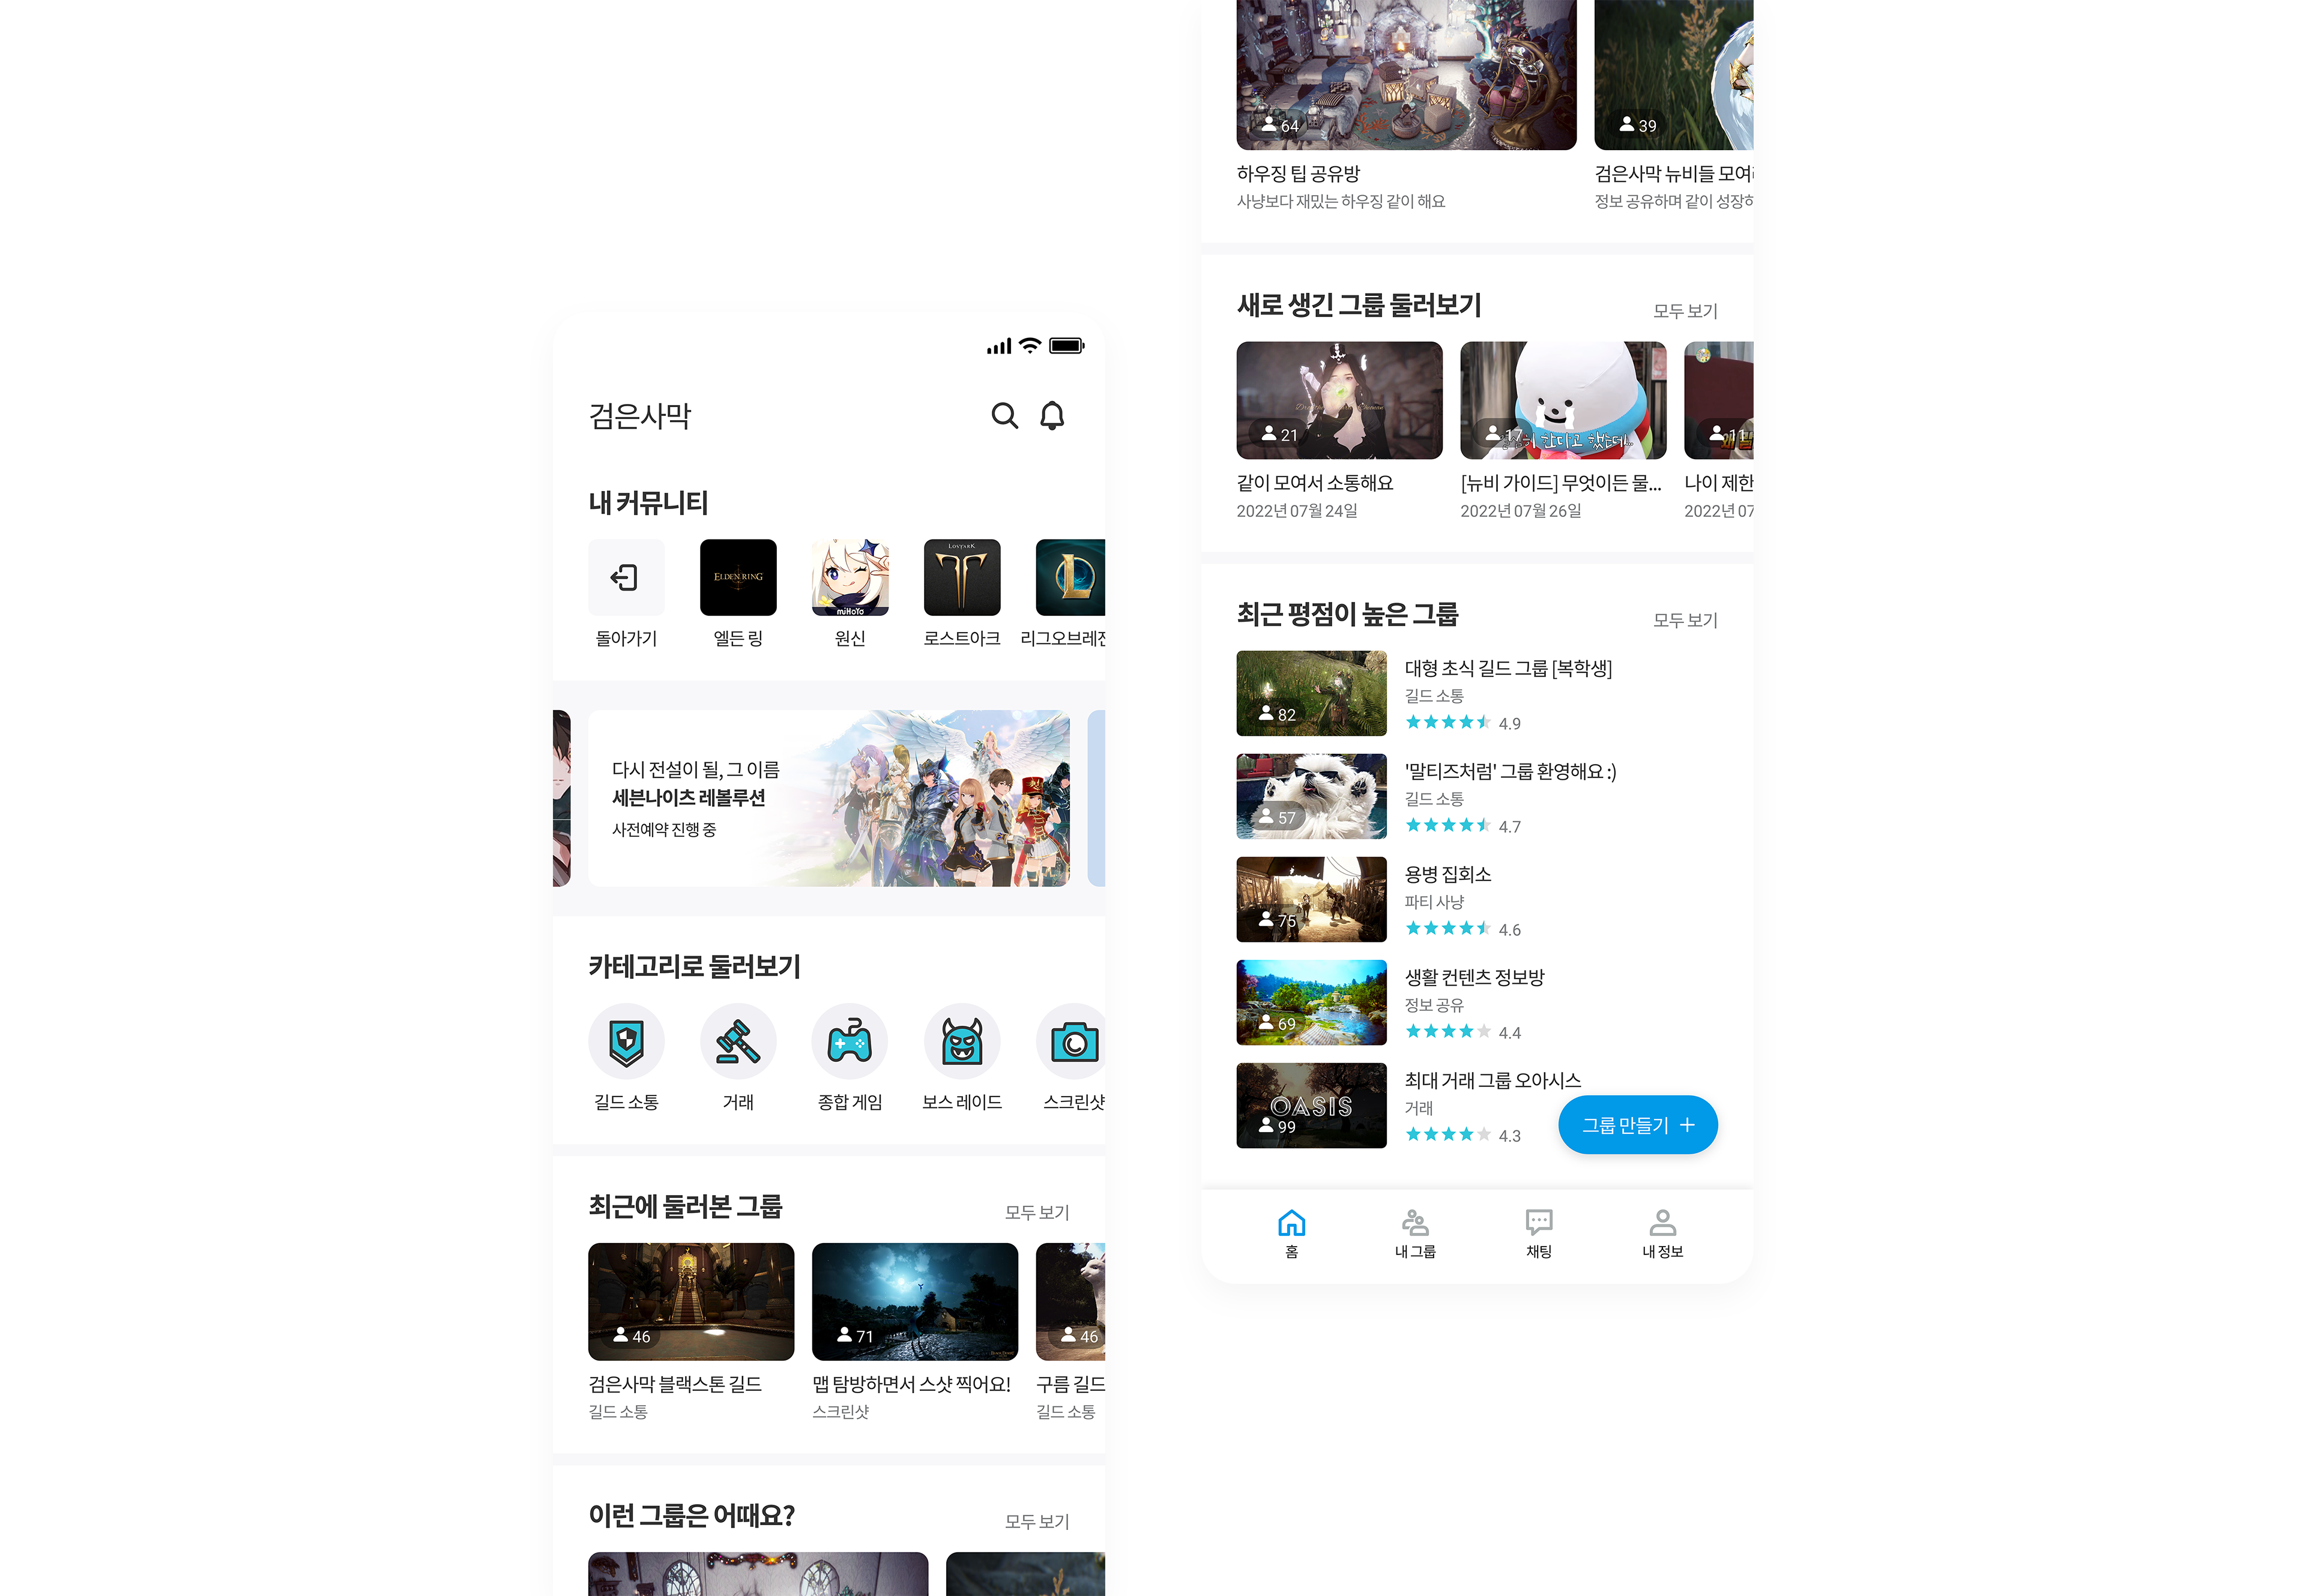 검은사막
내 커뮤니티
ELDEN RING
miHoYo
LOSTARK
돌아가기
엘든 링
원신
로스트아크
리그오브레전
다시 전설이 될, 그 이름
세븐나이츠 레볼루션
사전예약 진행 중
카테고리로 둘러보기
길드 소통
거래
종합 게임
보스 레이드
스크린샷
최근에 둘러본 그룹
모두 보기
46
71
46
검은사막 블랙스톤 길드
맵 탐방하면서 스샷 찍어요!
구름 길드
길드 소통
스크린샷
길드 소통
이런 그룹은 어때요?
모두 보기
64
39
하우징 팁 공유방
검은사막 뉴비들 모여
사냥보다 재밌는 하우징 같이 해요
정보 공유하며 같이 성장
새로 생긴 그룹 둘러보기
모두 보기
21
17
11
같이 모여서 소통해요
[뉴비 가이드] 무엇이든 물...
나이 제한
2022년 07월 24일
2022년 07월 26일
2022년 07
최근 평점이 높은 그룹
모두 보기
82
대형 초식 길드 그룹 [복학생]
길드 소통
4.9
57
'말티즈처럼' 그룹 환영해요 :)
길드 소통
4.7
75
용병 집회소
파티 사냥
4.6
69
생활 컨텐츠 정보방
정보 공유
4.4
OASIS
99
최대 거래 그룹 오아시스
거래
4.3
그룹 만들기 +
홈
내 그룹
채팅
내 정보